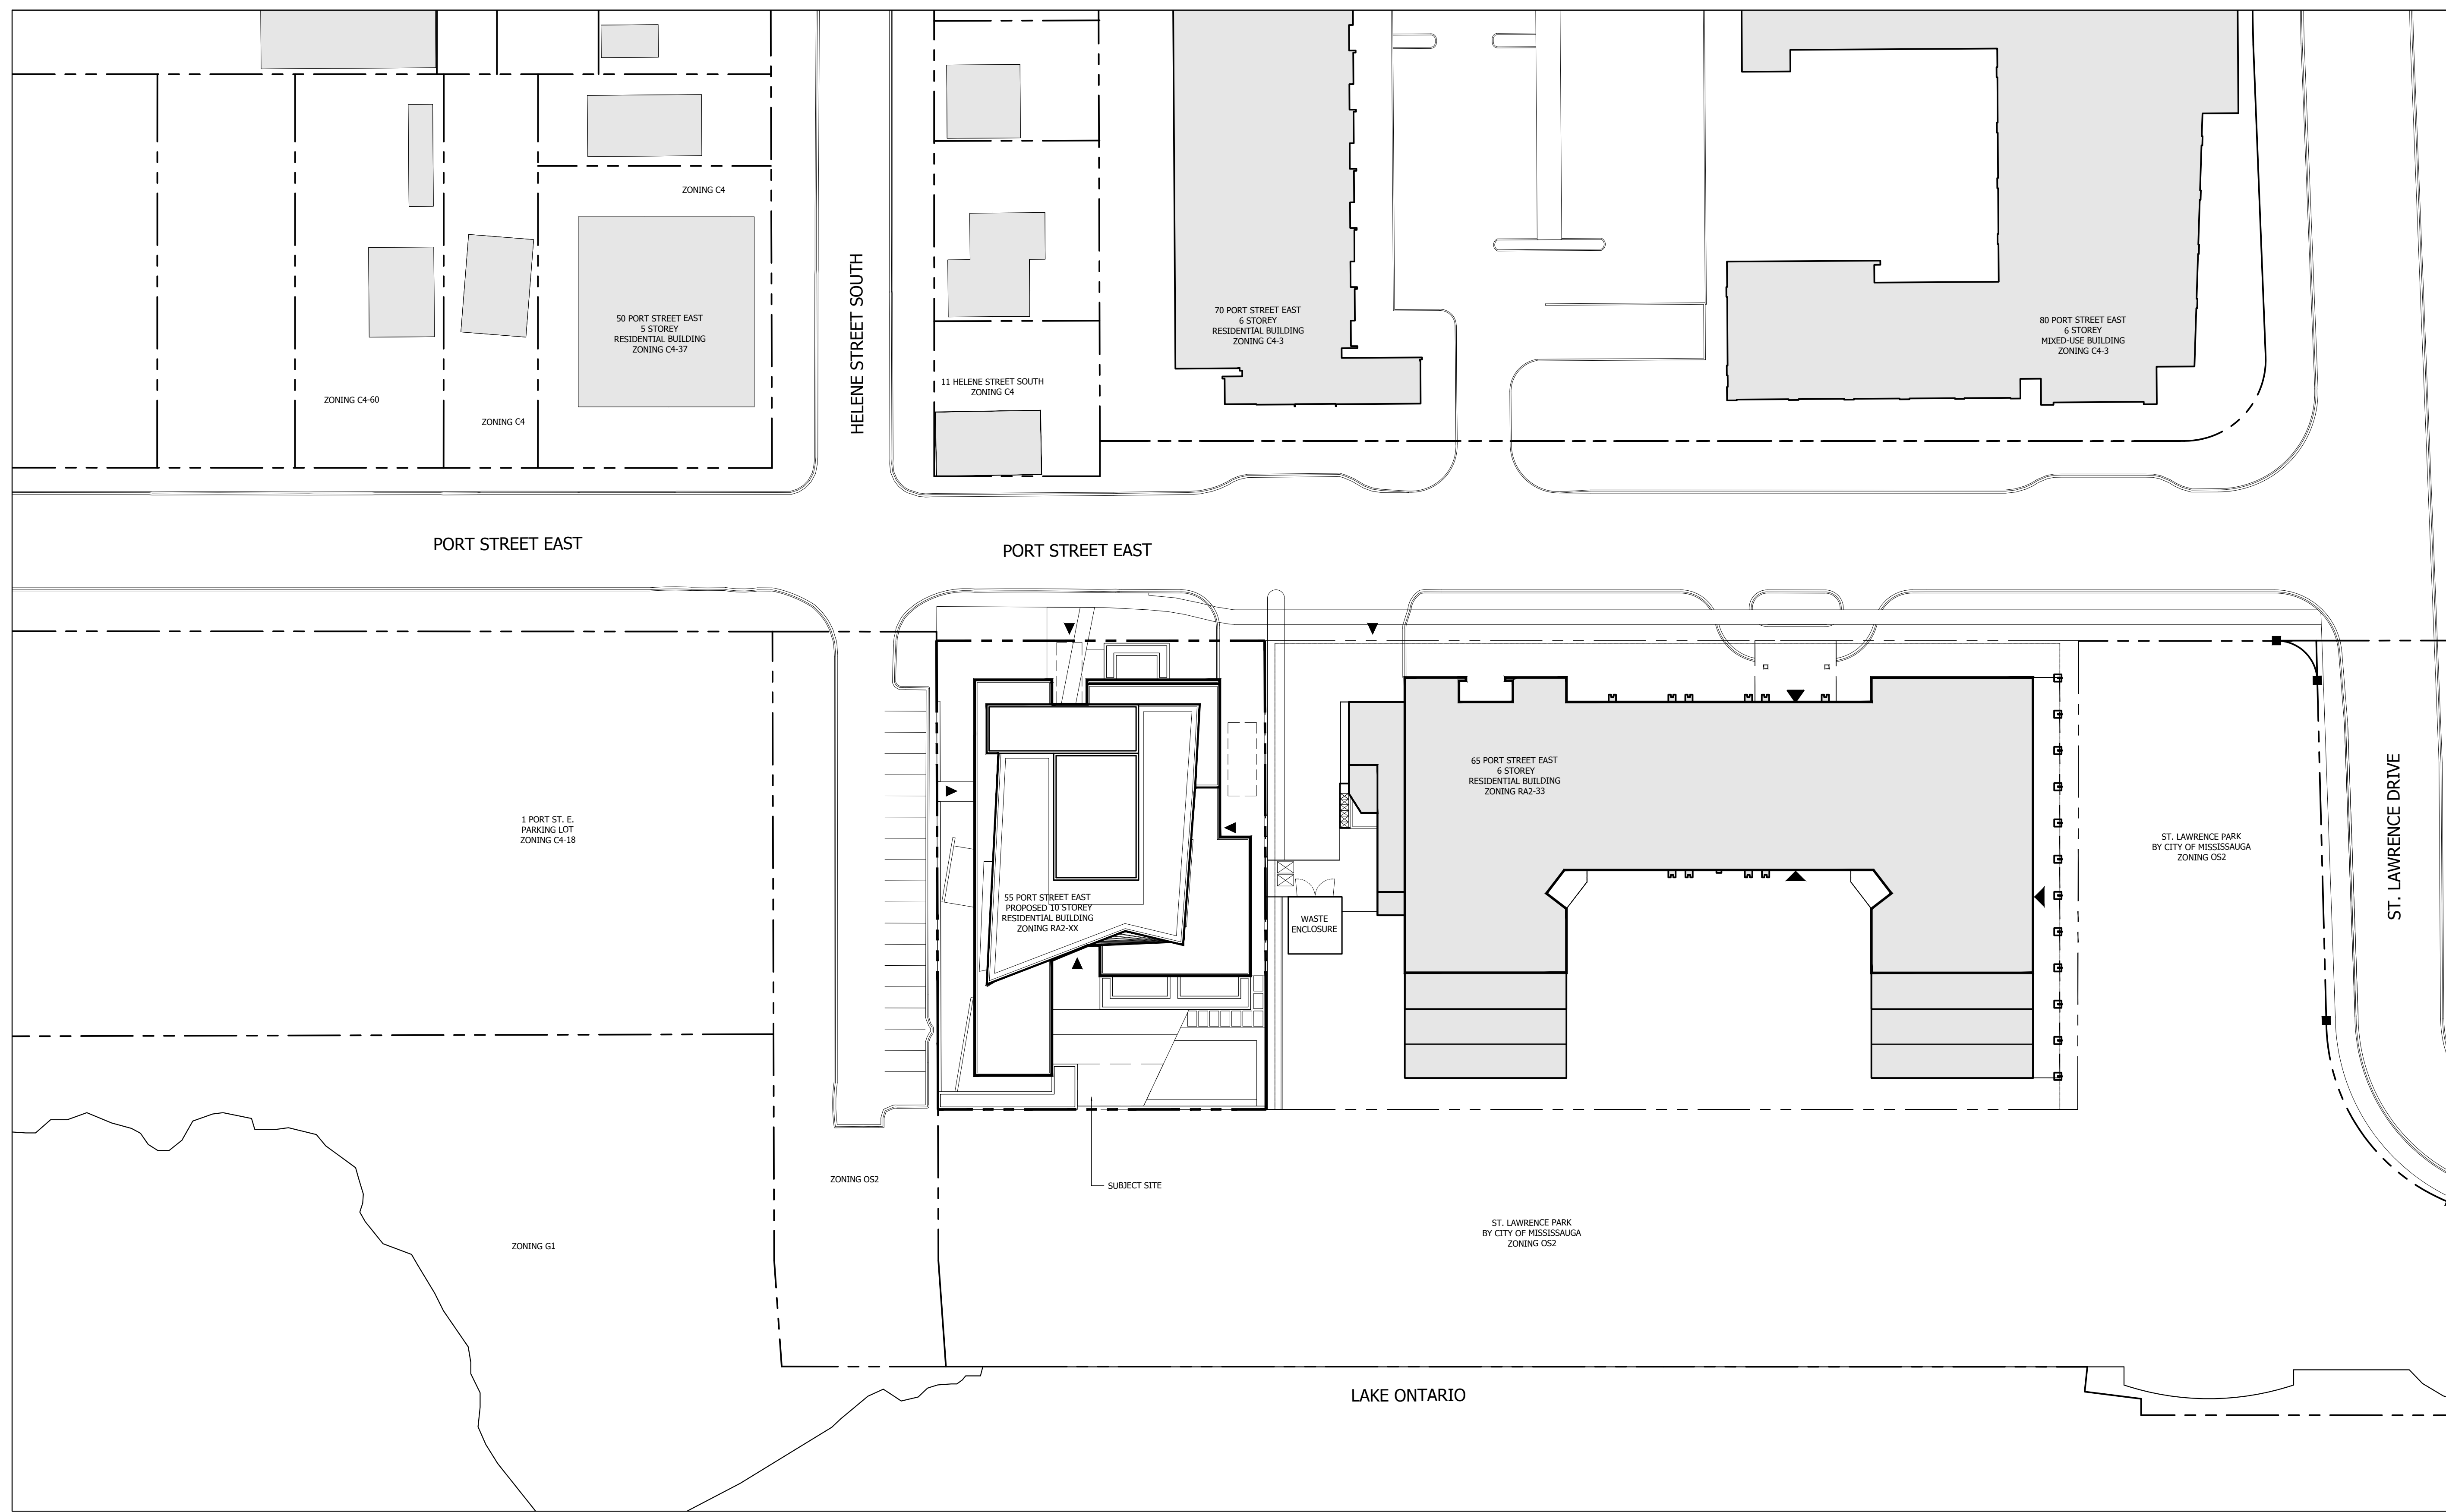 ZONING C4
50 PORT STREET EAST
5 STOREY
RESIDENTIAL BUILDING
ZONING C4-37
ZONING C4-60
ZONING C4
HELENE STREET SOUTH
11 HELENE STREET SOUTH
ZONING C4
70 PORT STREET EAST
6 STOREY
RESIDENTIAL BUILDING
ZONING C4-3
80 PORT STREET EAST
6 STOREY
MIXED-USE BUILDING
ZONING C4-3
PORT STREET EAST
PORT STREET EAST
1 PORT ST. E.
PARKING LOT
ZONING C4-18
55 PORT STREET EAST
PROPOSED 10 STOREY
RESIDENTIAL BUILDING
ZONING RA2-XX
WASTE
ENCLOSURE
65 PORT STREET EAST
6 STOREY
RESIDENTIAL BUILDING
ZONING RA2-33
ST. LAWRENCE PARK
BY CITY OF MISSISSAUGA
ZONING OS2
ST. LAWRENCE DRIVE
ZONING OS2
SUBJECT SITE
ZONING G1
ST. LAWRENCE PARK
BY CITY OF MISSISSAUGA
ZONING OS2
LAKE ONTARIO